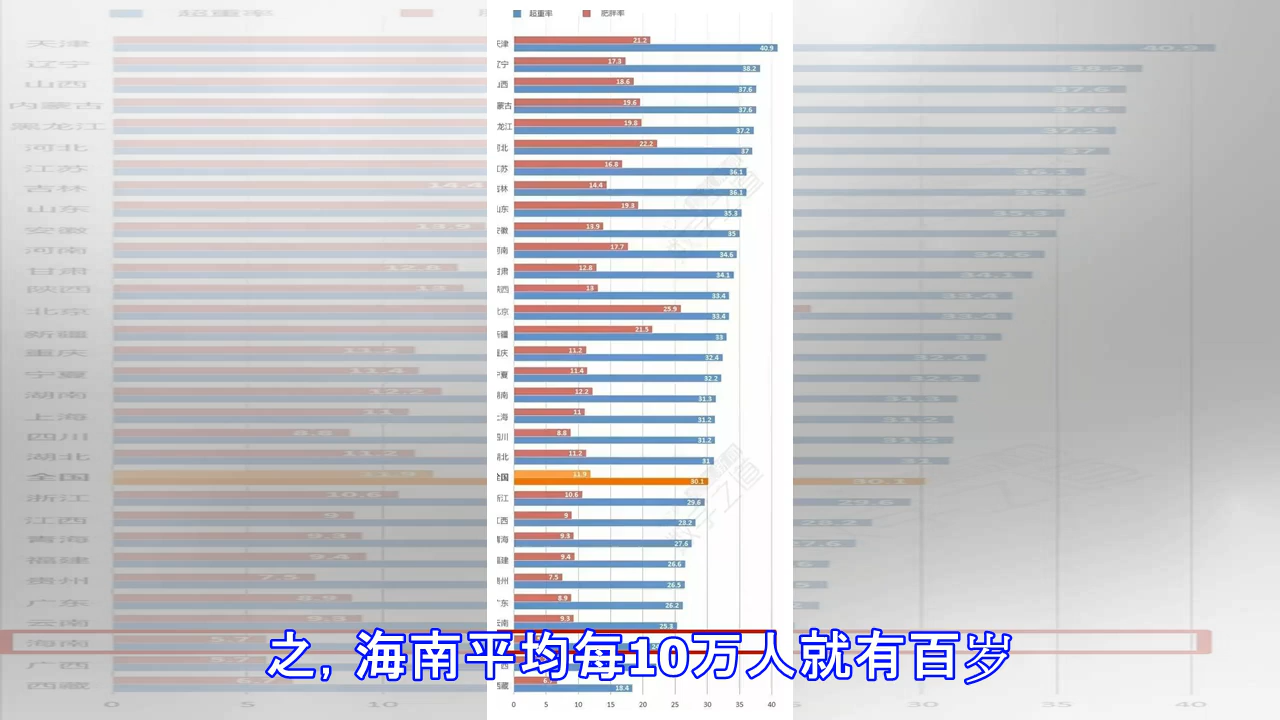 超重率 肥胖率
天津 21.2 40.9
辽宁 17.3 38.2
山西 18.6 37.6
内蒙古 19.6 37.6
黑龙江 19.8 37.2
河北 22.2 37
江苏 16.8 36.1
吉林 14.4 36.1
山东 19.3 35.3
安徽 13.9 35
河南 17.7 34.6
甘肃 12.8 34.1
陕西 13 33.4
北京 25.9 33.4
新疆 21.5 33
重庆 11.2 32.4
宁夏 11.4 32.2
湖南 12.2 31.3
上海 11 31.2
四川 8.8 31.2
湖北 11.2 31
全国 11.9 30.1
浙江 10.6 29.6
江西 9 28.2
青海 9.3 27.6
福建 9.4 26.6
贵州 7.5 26.5
广东 8.9 26.2
云南 9.3 25.3
海南
之, 海南平均每10万人就有百岁
广西
西藏 18.4
0 5 10 15 20 25 30 35 40